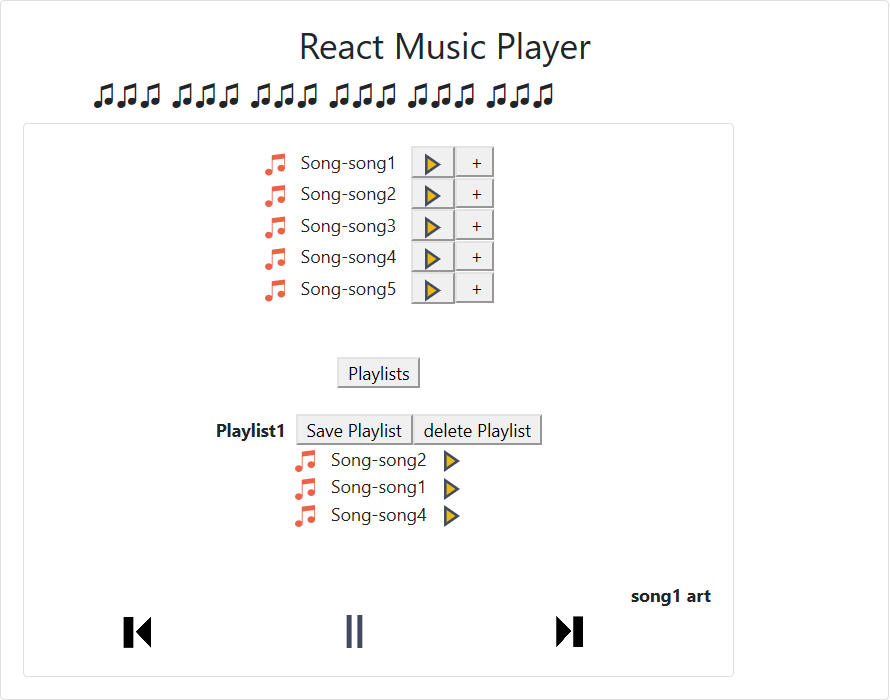 React Music Player
♫♫♪ ♫♫♪ ♫♫♪ ♫♫♪ ♫♫♪ ♫♫♪
Song-song1 +
Song-song2 +
Song-song3 +
Song-song4 +
Song-song5 +
Playlists
Playlist1 Save Playlist delete Playlist
Song-song2
Song-song1
Song-song4
song1 art